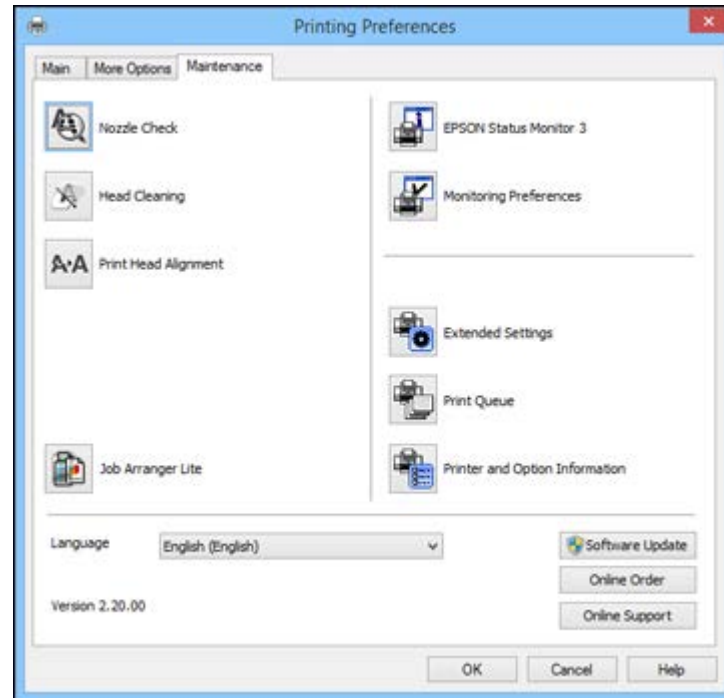 Printing Preferences
Main More Options Maintenance
Nozzle Check
Head Cleaning
A·A Print Head Alignment
Job Arranger Lite
EPSON Status Monitor 3
Monitoring Preferences
Extended Settings
Print Queue
Printer and Option Information
Language English (English)
Version 2.20.00
Software Update
Online Order
Online Support
OK Cancel Help